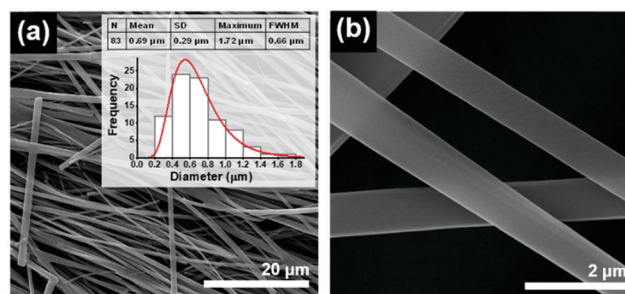 (a)
N Mean SD Maximum FWHM
83 0.69 µm 0.29 µm 1.72 µm 0.66 µm
Frequency
25
20
15
10
5
0
0.0 0.2 0.4 0.6 0.8 1.0 1.2 1.4 1.6 1.8
Diameter (µm)
20 µm
(b)
2 µm